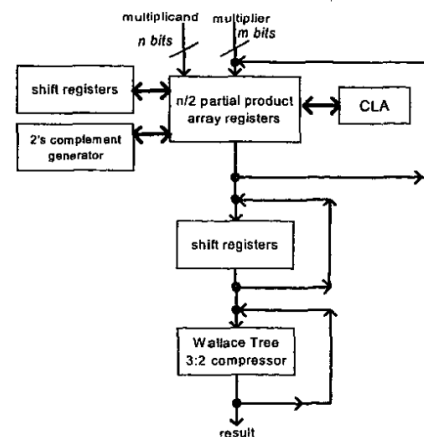 multiplicand multiplier
n bits m bits
shift registers
n/2 partial product
array registers
CLA
2's complement
generator
shift registers
Wallace Tree
3:2 compressor
result